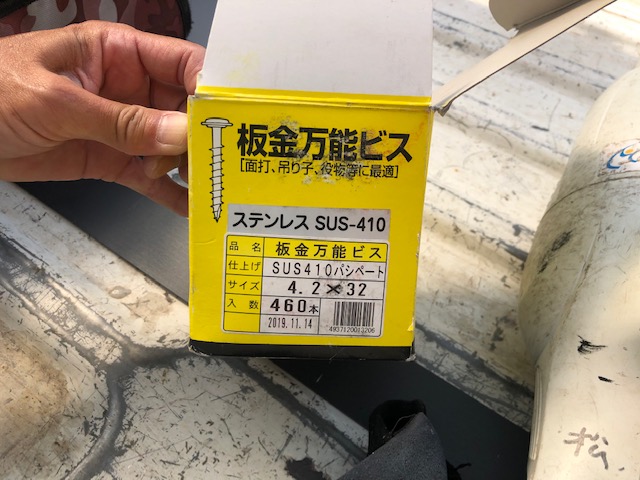 板金万能ビス
[面打、吊り子、役物等に最適]
ステンレス SUS-410
品名 板金万能ビス
仕上げ SUS410パシペート
サイズ 4.2×32
入数 460本
2019.11.14
4937120013206